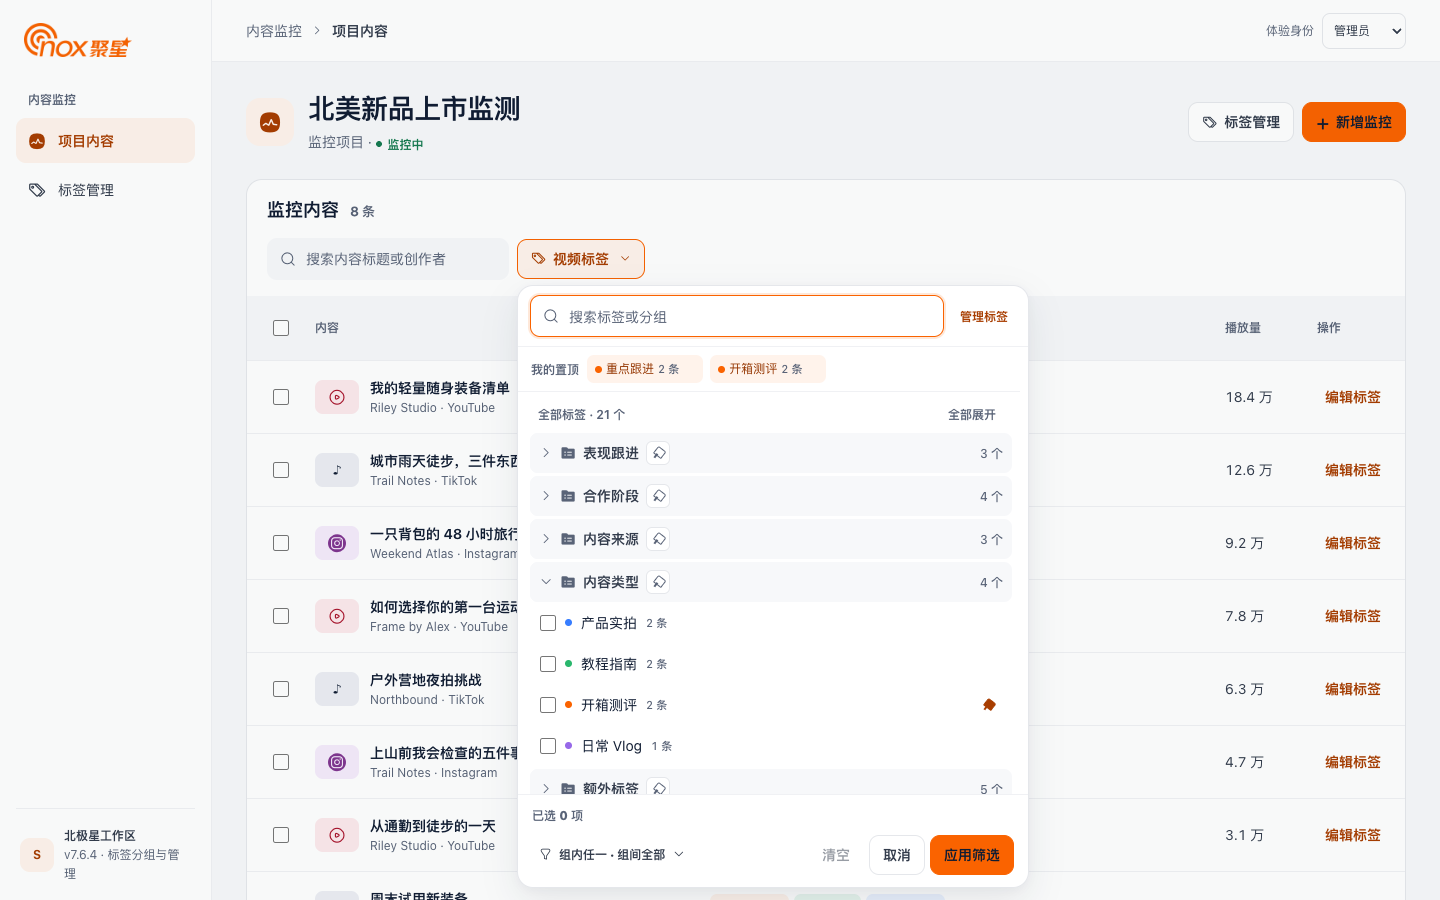 nox 聚星
内容监控
项目内容
标签管理
北极星工作区
S
v7.6.4 · 标签分组与管
理
内容监控 > 项目内容
体验身份 管理员
北美新品上市监测
监控项目 · 监控中
标签管理
+ 新增监控
监控内容 8 条
搜索内容标题或创作者
视频标签
内容 播放量 操作
我的轻量随身装备清单
Riley Studio · YouTube
18.4 万 编辑标签
城市雨天徒步，三件东西
Trail Notes · TikTok
12.6 万 编辑标签
一只背包的 48 小时旅行
Weekend Atlas · Instagram
9.2 万 编辑标签
如何选择你的第一台运动
Frame by Alex · YouTube
7.8 万 编辑标签
户外营地夜拍挑战
Northbound · TikTok
6.3 万 编辑标签
上山前我会检查的五件事
Trail Notes · Instagram
4.7 万 编辑标签
从通勤到徒步的一天
Riley Studio · YouTube
3.1 万 编辑标签
周末试用新装备
搜索标签或分组
管理标签
我的置顶 重点跟进 2 条 开箱测评 2 条
全部标签 · 21 个 全部展开
表现跟进 3 个
合作阶段 4 个
内容来源 3 个
内容类型 4 个
产品实拍 2 条
教程指南 2 条
开箱测评 2 条
日常 Vlog 1 条
额外标签 5 个
已选 0 项
组内任一 · 组间全部
清空 取消 应用筛选